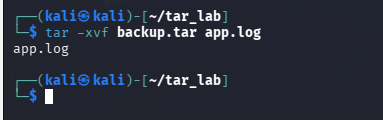 ┌──(kali㉿kali)-[~/tar_lab]
└─$ tar -xvf backup.tar app.log
app.log
┌──(kali㉿kali)-[~/tar_lab]
└─$